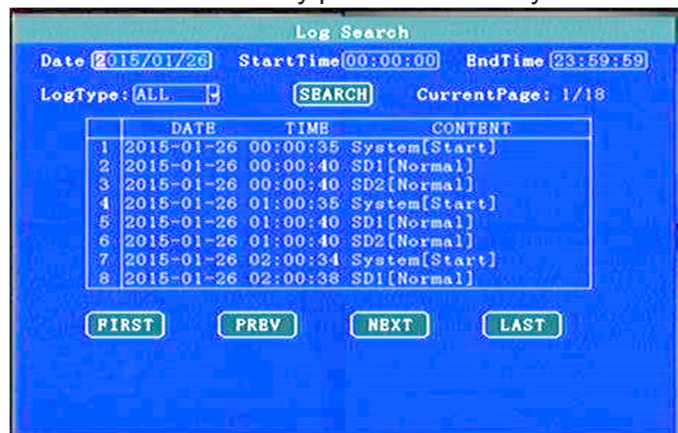 Log Search
Date 2015/01/26 StartTime 00:00:00 EndTime 23:59:59
LogType: ALL SEARCH CurrentPage: 1/18
DATE TIME CONTENT
1 2015-01-26 00:00:35 System[Start]
2 2015-01-26 00:00:40 SD1[Normal]
3 2015-01-26 00:00:40 SD2[Normal]
4 2015-01-26 01:00:35 System[Start]
5 2015-01-26 01:00:40 SD1[Normal]
6 2015-01-26 01:00:40 SD2[Normal]
7 2015-01-26 02:00:34 System[Start]
8 2015-01-26 02:00:38 SD1[Normal]
FIRST PREV NEXT LAST